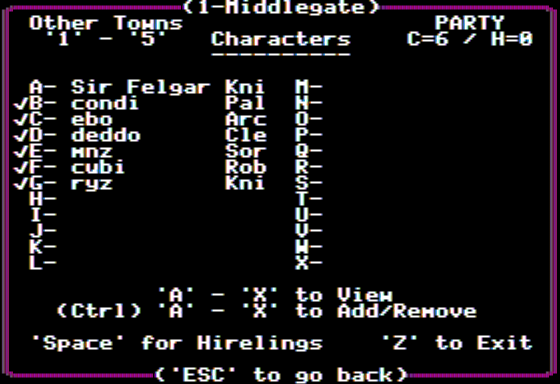 (1-Middlegate)
Other Towns PARTY
'1' - '5' Characters C=6 / H=0
----------
A- Sir Felgar Kni M-
√B- condi Pal N-
√C- ebo Arc O-
√D- deddo Cle P-
√E- mnz Sor Q-
√F- cubi Rob R-
√G- ryz Kni S-
H- T-
I- U-
J- V-
K- W-
L- X-
'A' - 'X' to View
(Ctrl) 'A' - 'X' to Add/Remove
'Space' for Hirelings 'Z' to Exit
('ESC' to go back)